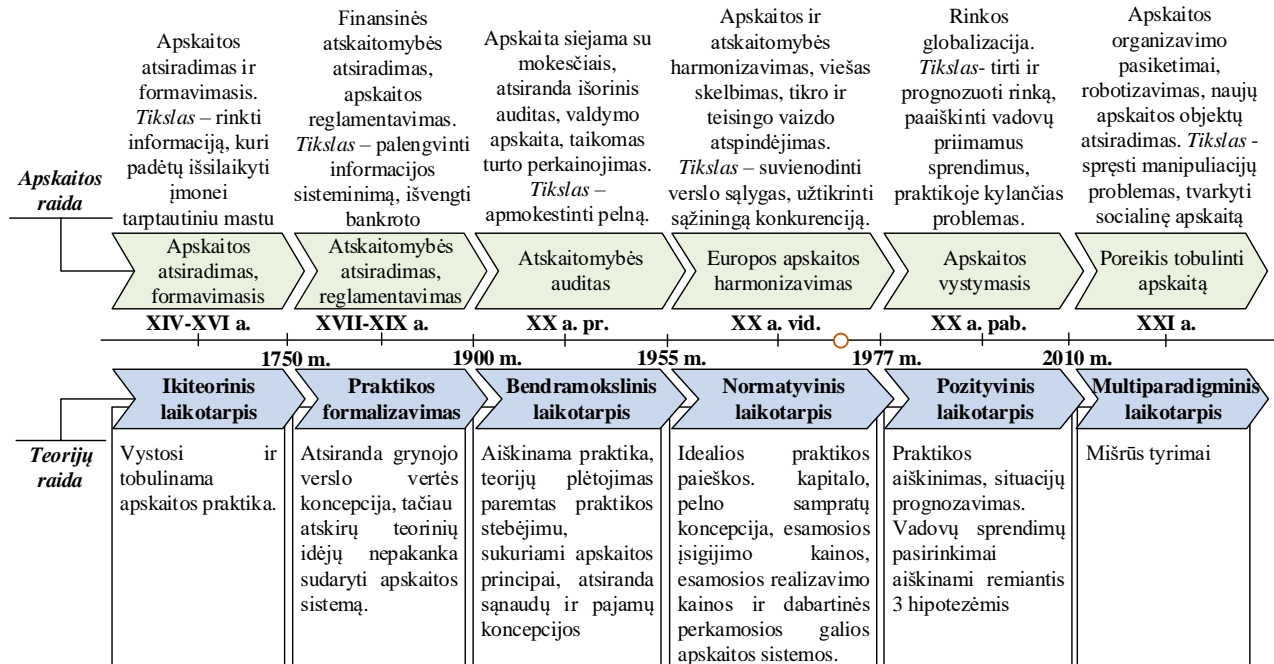 Apskaitos
atsiradimas ir
formavimasis.
Tikslas – rinkti
informaciją, kuri
padėtų išsilaikyti
įmonei
tarptautiniu mastu
Finansinės
atskaitomybės
atsiradimas,
apskaitos
reglamentavimas.
Tikslas – palengvinti
informacijos
sisteminimą, išvengti
bankroto
Apskaita siejama su
mokesčiais,
atsiranda išorinis
auditas, valdymo
apskaita, taikomas
turto perkainojimas.
Tikslas –
apmokestinti pelną.
Apskaitos ir
atskaitomybės
harmonizavimas, viešas
skelbimas, tikro ir
teisingo vaizdo
atspindėjimas.
Tikslas – suvienodinti
verslo sąlygas, užtikrinti
sąžiningą konkurenciją.
Rinkos
globalizacija.
Tikslas- tirti ir
prognozuoti rinką,
paaiškinti vadovų
priimamus
sprendimus,
praktikoje kylančias
problemas.
Apskaitos
organizavimo
pasiketimai,
robotizavimas, naujų
apskaitos objektų
atsiradimas. Tikslas -
spręsti manipuliacijų
problemas, tvarkyti
socialinę apskaitą
Apskaitos
raida
Apskaitos
atsiradimas,
formavimasis
Atskaitomybės
atsiradimas,
reglamentavimas
Atskaitomybės
auditas
Europos apskaitos
harmonizavimas
Apskaitos
vystymasis
Poreikis tobulinti
apskaitą
XIV-XVI a.
XVII-XIX a.
XX a. pr.
XX a. vid.
XX a. pab.
XXI a.
1750 m.
1900 m.
1955 m.
1977 m.
2010 m.
Ikiteorinis
laikotarpis
Praktikos
formalizavimas
Bendramokslinis
laikotarpis
Normatyvinis
laikotarpis
Pozityvinis
laikotarpis
Multiparadigminis
laikotarpis
Teorijų
raida
Vystosi ir
tobulinama
apskaitos praktika.
Atsiranda grynojo
verslo vertės
koncepcija, tačiau
atskirų teorinių
idėjų nepakanka
sudaryti apskaitos
sistemą.
Aiškinama praktika,
teorijų plėtojimas
paremtas praktikos
stebėjimu,
sukuriami apskaitos
principai, atsiranda
sąnaudų ir pajamų
koncepcijos
Idealios praktikos
paieškos. kapitalo,
pelno sampratų
koncepcija, esamosios
įsigijimo kainos,
esamosios realizavimo
kainos ir dabartinės
perkamosios galios
apskaitos sistemos.
Praktikos
aiškinimas, situacijų
prognozavimas.
Vadovų sprendimų
pasirinkimai
aiškinami remiantis
3 hipotezėmis
Mišrūs tyrimai